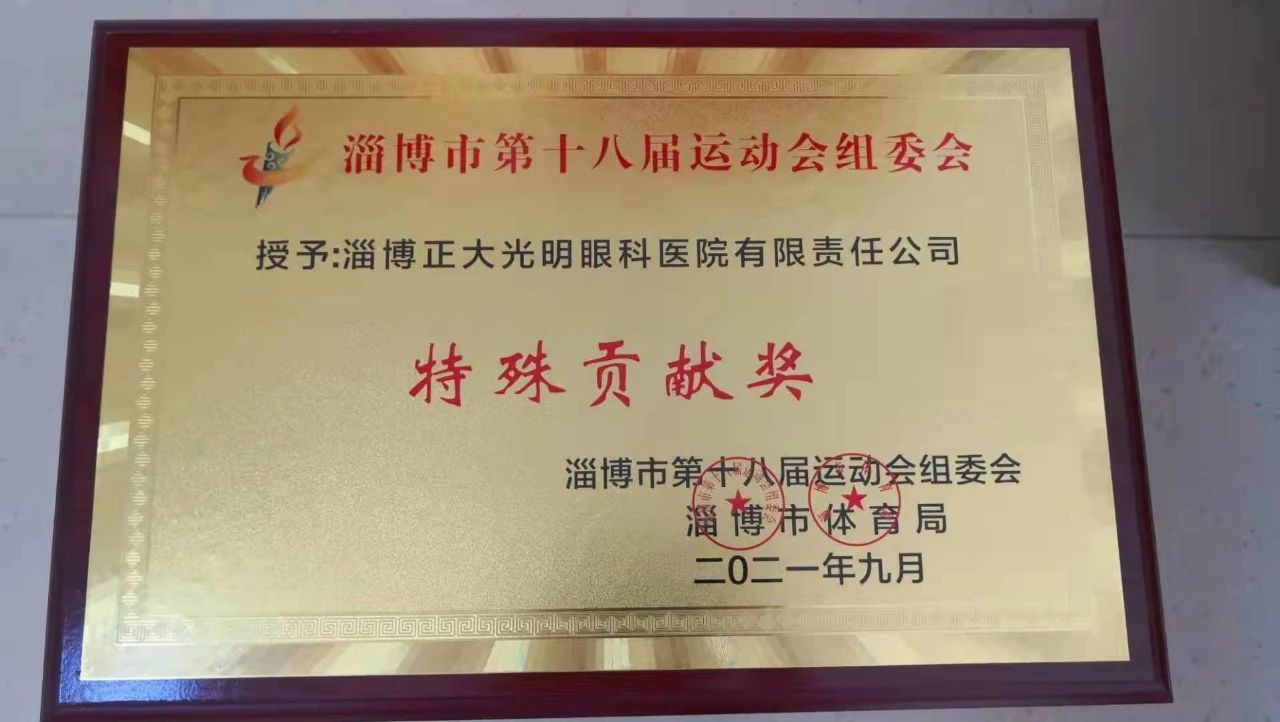 淄博市第十八届运动会组委会
授予:淄博正大光明眼科医院有限责任公司
特殊贡献奖
淄博市第十八届运动会组委会
淄博市体育局
二0二一年九月